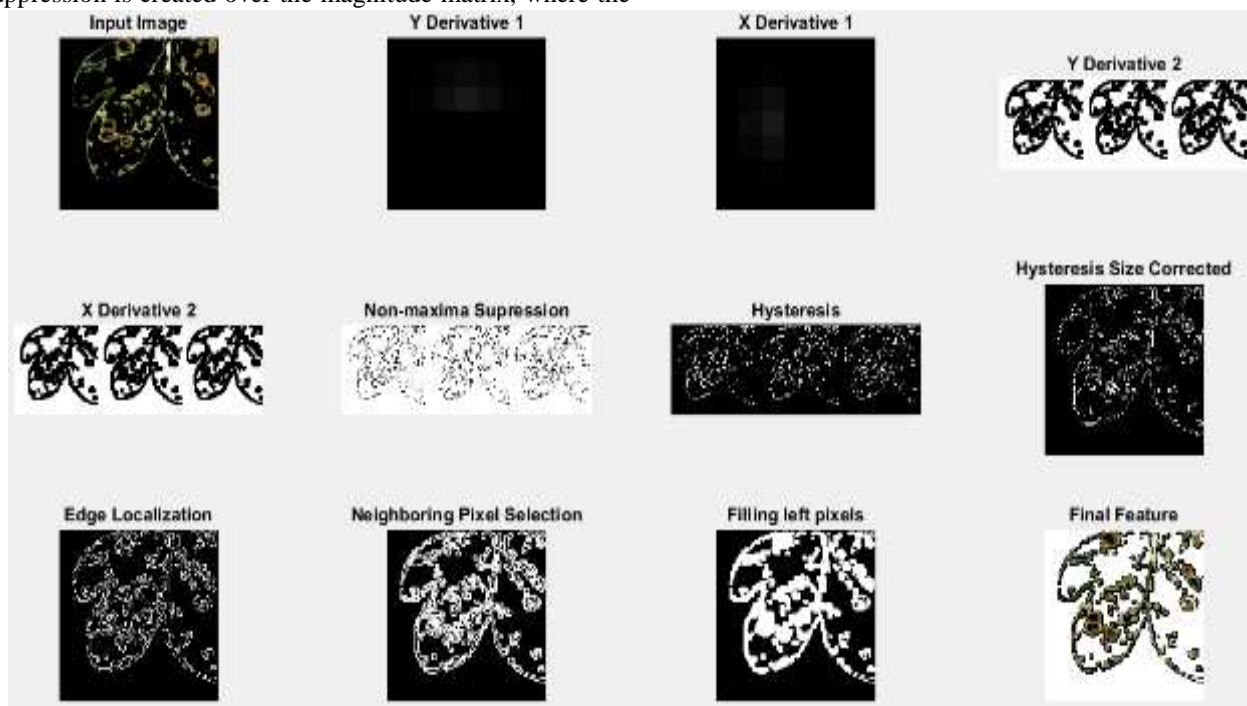 ppression is created over the magnitude matrix, where the
Input Image
Y Derivative 1
X Derivative 1
Y Derivative 2
X Derivative 2
Non-maxima Supression
Hysteresis
Hysteresis Size Corrected
Edge Localization
Neighboring Pixel Selection
Filling left pixels
Final Feature